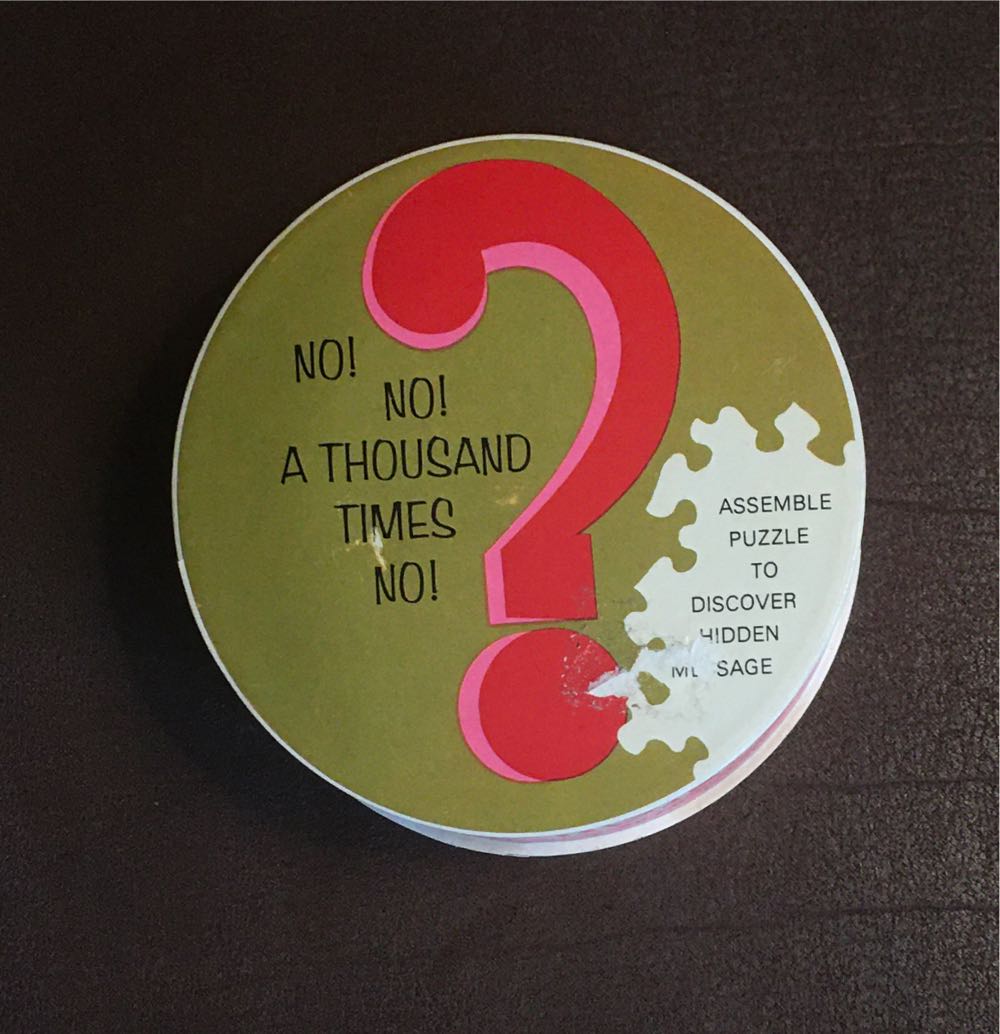 NO!
NO!
A THOUSAND
TIMES
NO!
ASSEMBLE
PUZZLE
TO
DISCOVER
HIDDEN